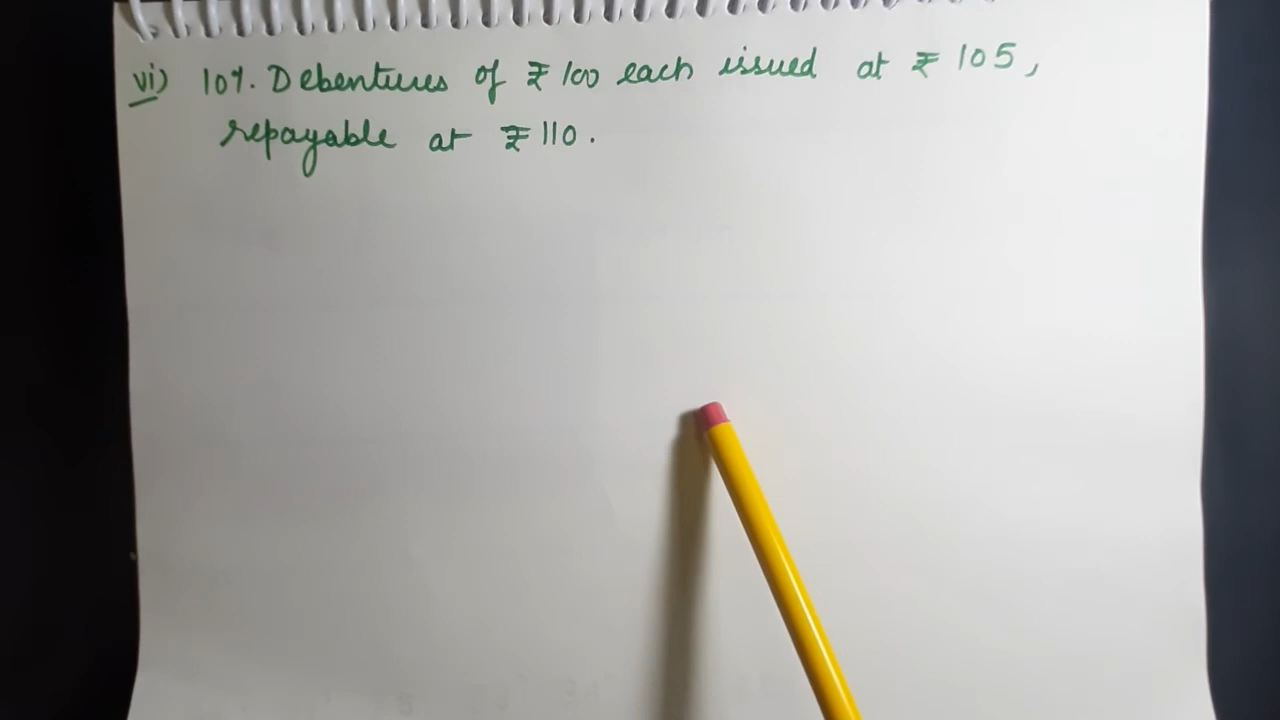 vi) 10%. Debentures of ₹ 100 each issued at ₹ 105,
repayable at ₹ 110.